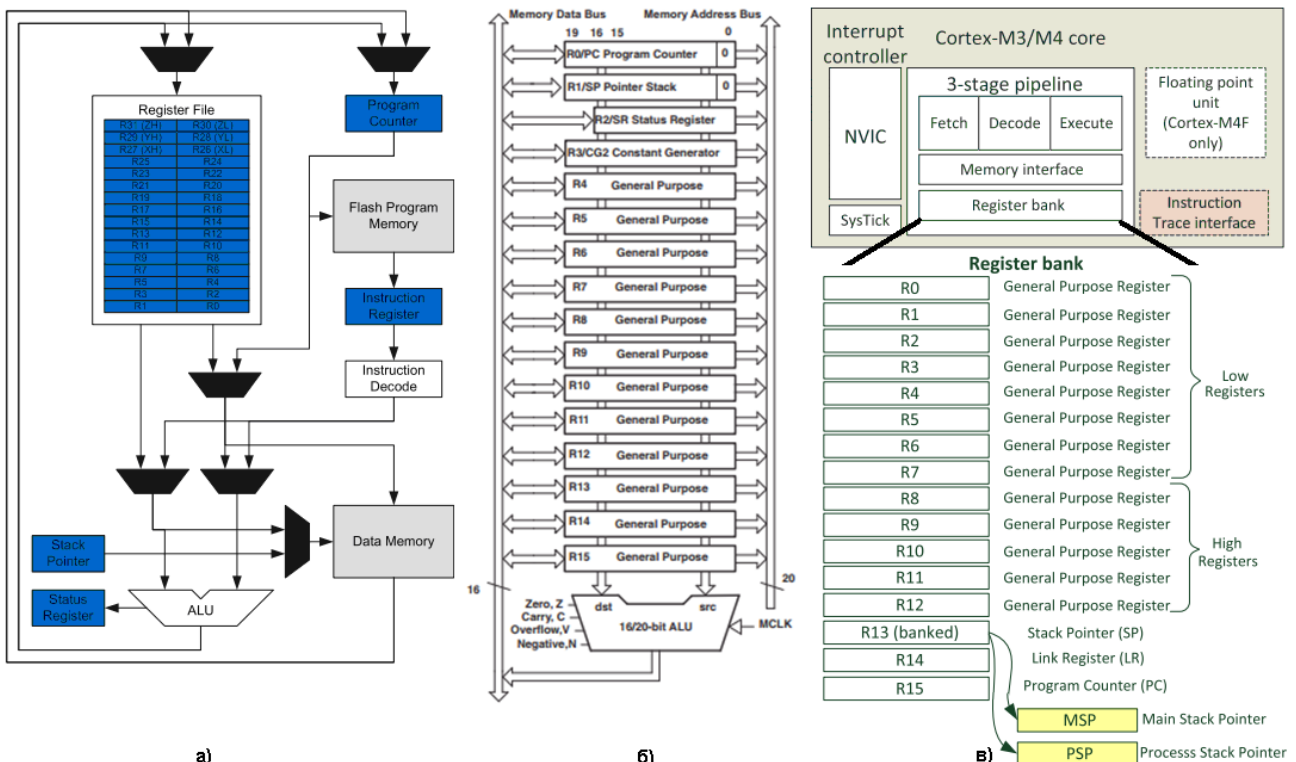 Register File
R31 (ZH) R30 (ZL)
R29 (YH) R28 (YL)
R27 (XH) R26 (XL)
R25 R24
R23 R22
R21 R20
R19 R18
R17 R16
R15 R14
R13 R12
R11 R10
R9 R8
R7 R6
R5 R4
R3 R2
R1 R0
Program
Counter
Flash Program
Memory
Instruction
Register
Instruction
Decode
Stack
Pointer
Data Memory
Status
Register
ALU
а)
Memory Data Bus
Memory Address Bus
19 16 15 0
R0/PC Program Counter 0
R1/SP Pointer Stack 0
R2/SR Status Register
R3/CG2 Constant Generator
R4 General Purpose
R5 General Purpose
R6 General Purpose
R7 General Purpose
R8 General Purpose
R9 General Purpose
R10 General Purpose
R11 General Purpose
R12 General Purpose
R13 General Purpose
R14 General Purpose
R15 General Purpose
16
20
Zero, Z
Carry, C
Overflow,V
Negative,N
dst src
16/20-bit ALU
MCLK
б)
Interrupt
controller
Cortex-M3/M4 core
NVIC
SysTick
3-stage pipeline
Fetch Decode Execute
Memory interface
Register bank
Floating point
unit
(Cortex-M4F
only)
Instruction
Trace interface
Register bank
R0 General Purpose Register
R1 General Purpose Register
R2 General Purpose Register
R3 General Purpose Register
R4 General Purpose Register
R5 General Purpose Register
R6 General Purpose Register
R7 General Purpose Register
Low
Registers
R8 General Purpose Register
R9 General Purpose Register
R10 General Purpose Register
R11 General Purpose Register
R12 General Purpose Register
High
Registers
R13 (banked) Stack Pointer (SP)
R14 Link Register (LR)
R15 Program Counter (PC)
MSP Main Stack Pointer
PSP Processs Stack Pointer
в)